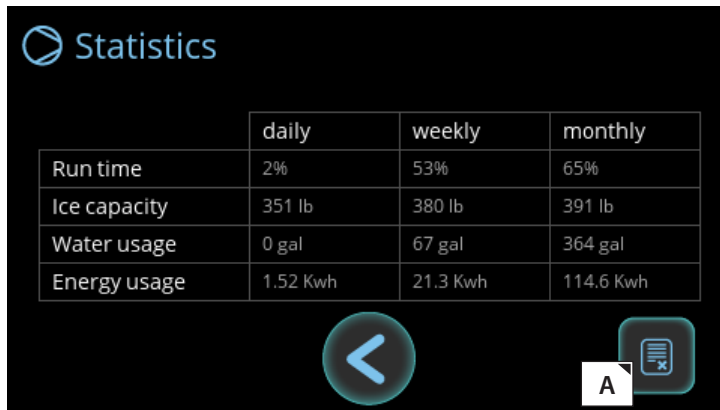 Statistics
daily weekly monthly
Run time 2% 53% 65%
Ice capacity 351 lb 380 lb 391 lb
Water usage 0 gal 67 gal 364 gal
Energy usage 1.52 Kwh 21.3 Kwh 114.6 Kwh
A